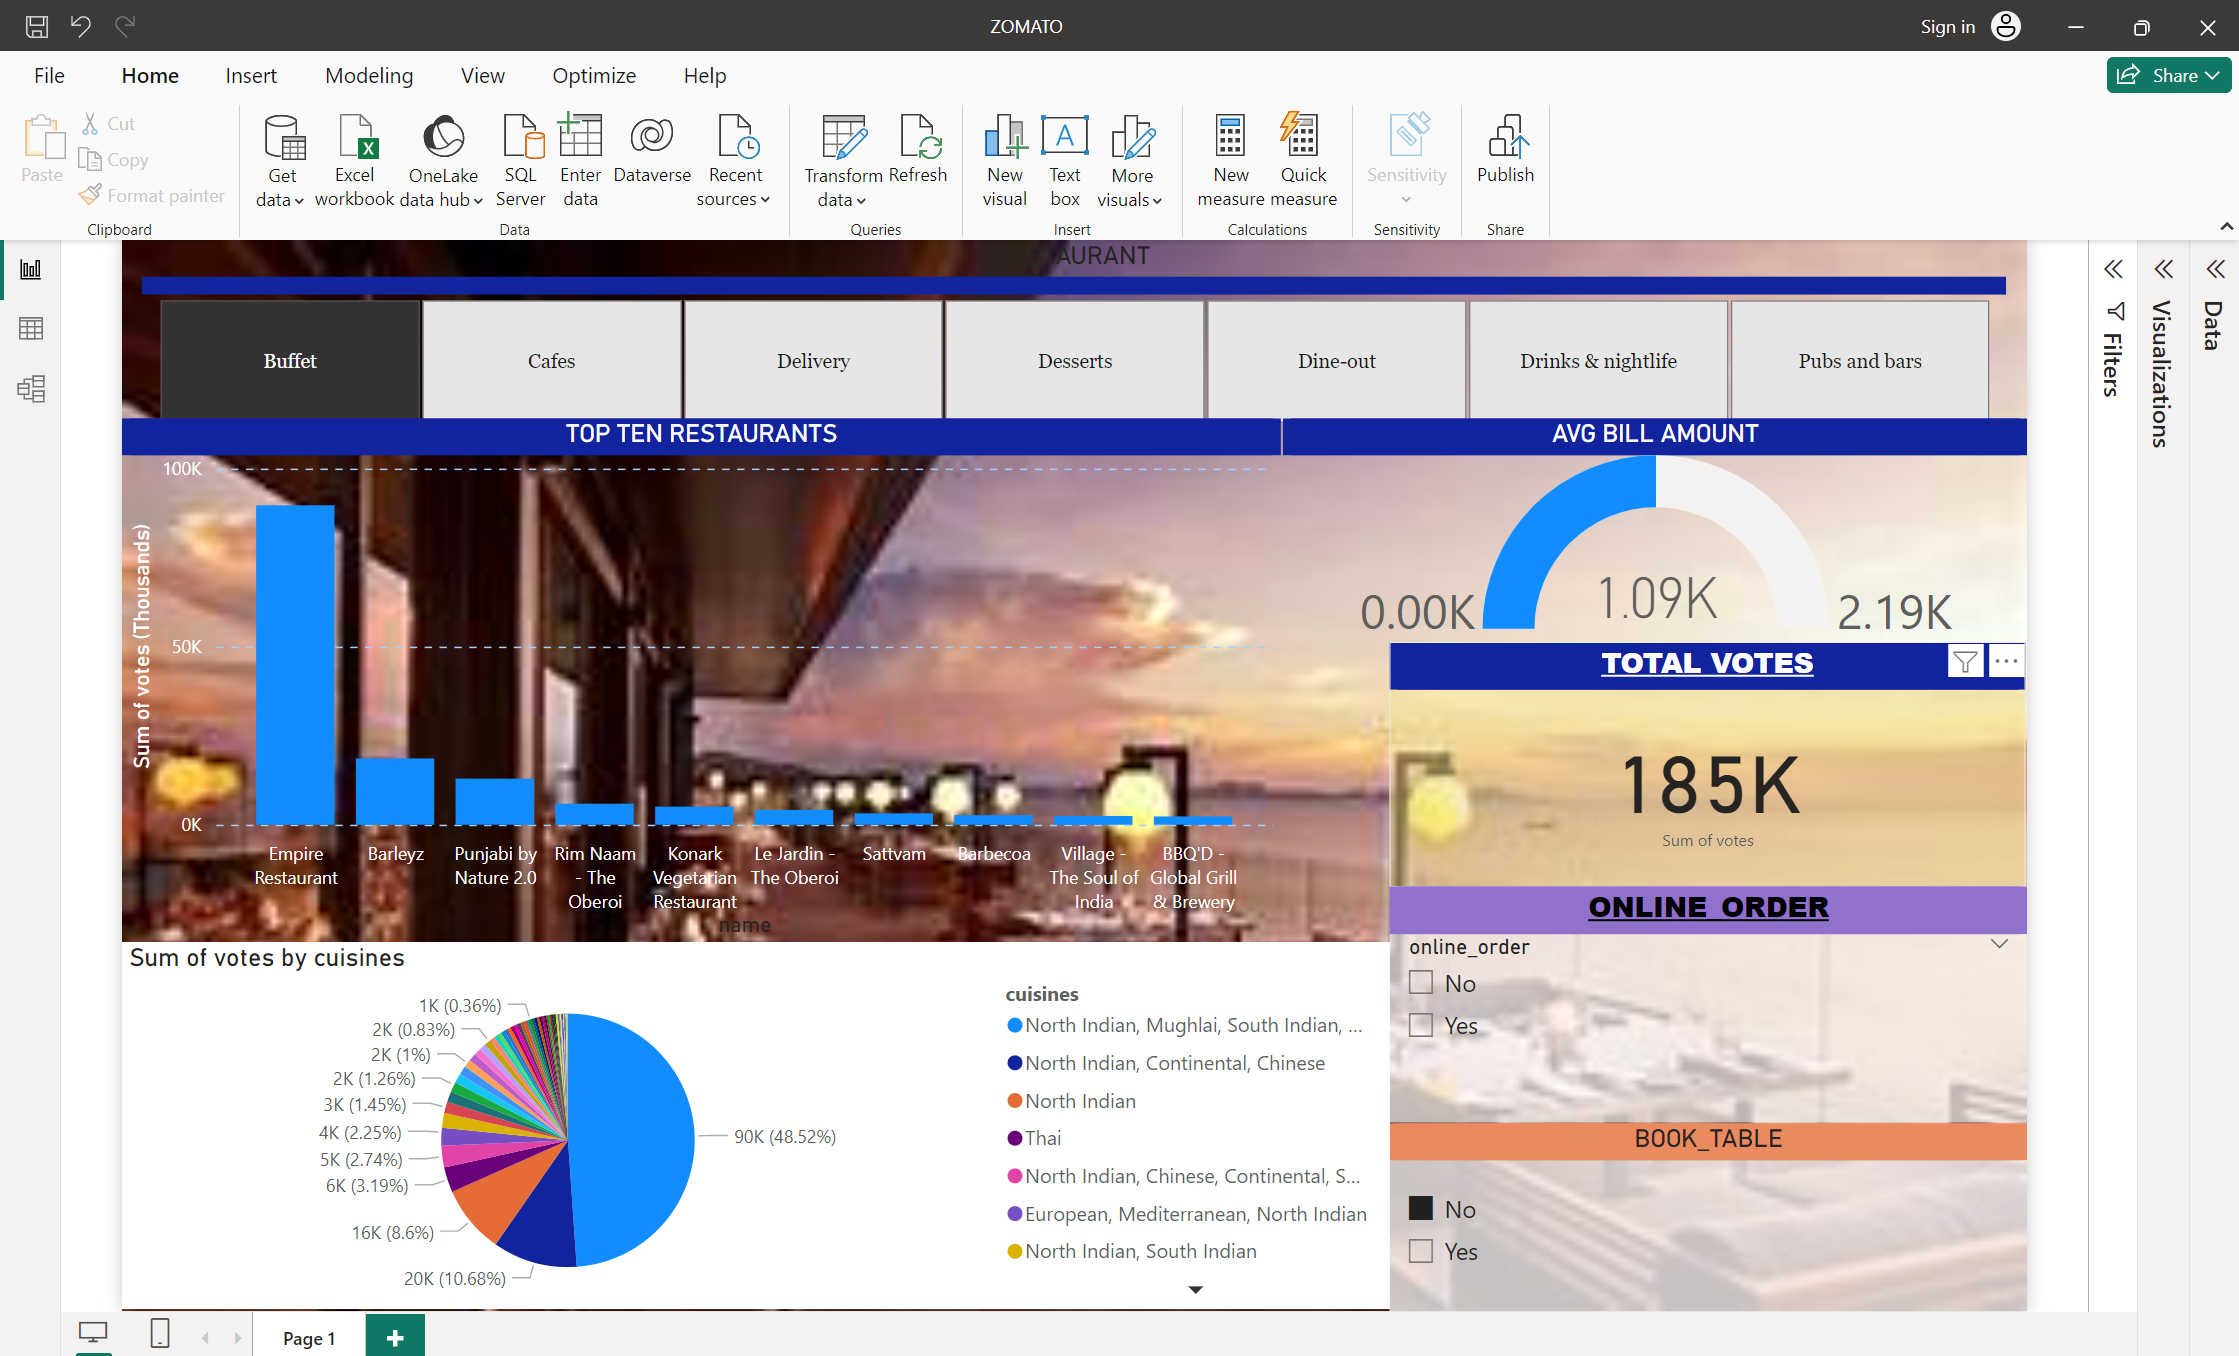 ZOMATO
Sign in
File Home Insert Modeling View Optimize Help
Share
Paste
Cut
Copy
Format painter
Clipboard
Get data
Excel workbook
OneLake data hub
SQL Server
Enter data
Dataverse
Recent sources
Data
Transform data
Refresh
Queries
New visual
Text box
More visuals
Insert
New measure
Quick measure
Calculations
Sensitivity
Sensitivity
Publish
Share
AURANT
Buffet
Cafes
Delivery
Desserts
Dine-out
Drinks & nightlife
Pubs and bars
Filters
Visualizations
Data
TOP TEN RESTAURANTS
Sum of votes (Thousands)
100K
50K
0K
Empire Restaurant
Barleyz
Punjabi by Nature 2.0
Rim Naam - The Oberoi
Konark Vegetarian Restaurant
Le Jardin - The Oberoi
Sattvam
Barbecoa
Village - The Soul of India
BBQ'D - Global Grill & Brewery
name
AVG BILL AMOUNT
0.00K
1.09K
2.19K
TOTAL VOTES
185K
Sum of votes
ONLINE_ORDER
online_order
No
Yes
BOOK_TABLE
No
Yes
Sum of votes by cuisines
1K (0.36%)
2K (0.83%)
2K (1%)
2K (1.26%)
3K (1.45%)
4K (2.25%)
5K (2.74%)
6K (3.19%)
16K (8.6%)
20K (10.68%)
90K (48.52%)
cuisines
North Indian, Mughlai, South Indian, ...
North Indian, Continental, Chinese
North Indian
Thai
North Indian, Chinese, Continental, S...
European, Mediterranean, North Indian
North Indian, South Indian
Page 1